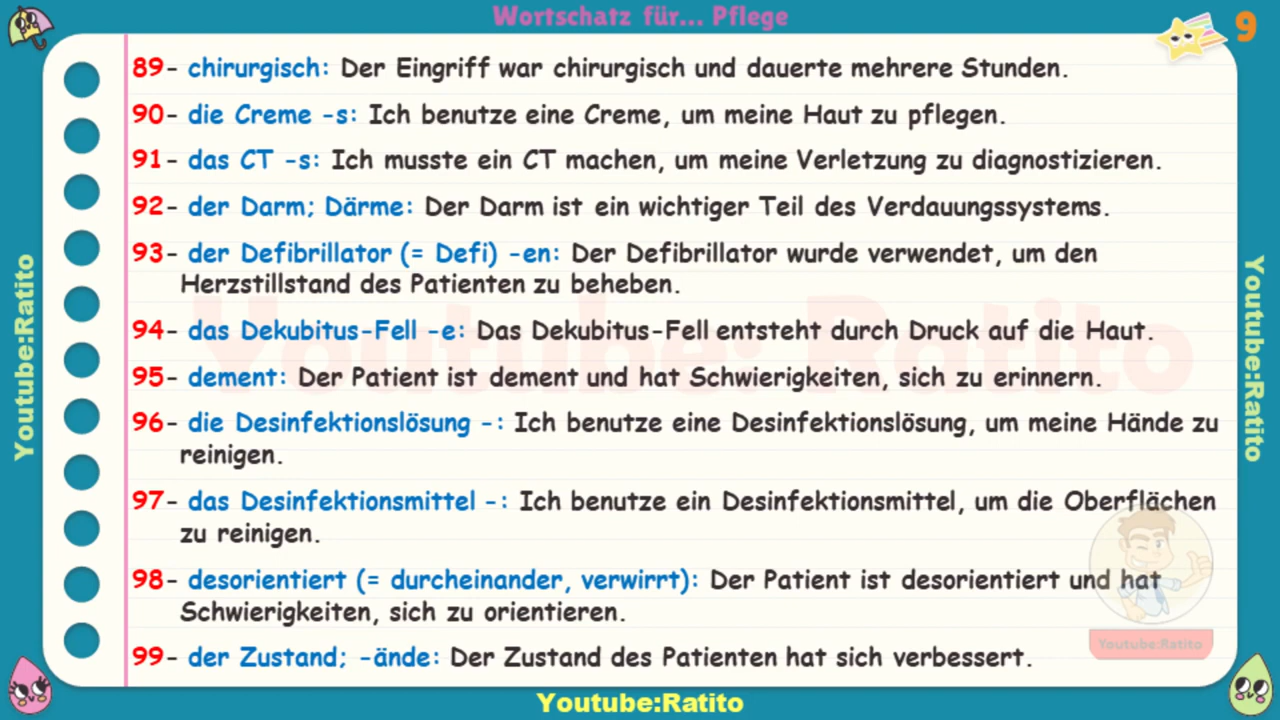 Wortschatz für... Pflege
9
89- chirurgisch: Der Eingriff war chirurgisch und dauerte mehrere Stunden.
90- die Creme -s: Ich benutze eine Creme, um meine Haut zu pflegen.
91- das CT -s: Ich musste ein CT machen, um meine Verletzung zu diagnostizieren.
92- der Darm; Därme: Der Darm ist ein wichtiger Teil des Verdauungssystems.
93- der Defibrillator (= Defi) -en: Der Defibrillator wurde verwendet, um den
Herzstillstand des Patienten zu beheben.
94- das Dekubitus-Fell -e: Das Dekubitus-Fell entsteht durch Druck auf die Haut.
95- dement: Der Patient ist dement und hat Schwierigkeiten, sich zu erinnern.
96- die Desinfektionslösung -: Ich benutze eine Desinfektionslösung, um meine Hände zu
reinigen.
97- das Desinfektionsmittel -: Ich benutze ein Desinfektionsmittel, um die Oberflächen
zu reinigen.
98- desorientiert (= durcheinander, verwirrt): Der Patient ist desorientiert und hat
Schwierigkeiten, sich zu orientieren.
99- der Zustand; -ände: Der Zustand des Patienten hat sich verbessert.
Youtube:Ratito
Youtube:Ratito
Youtube:Ratito
Youtube: Ratito
Youtube:Ratito